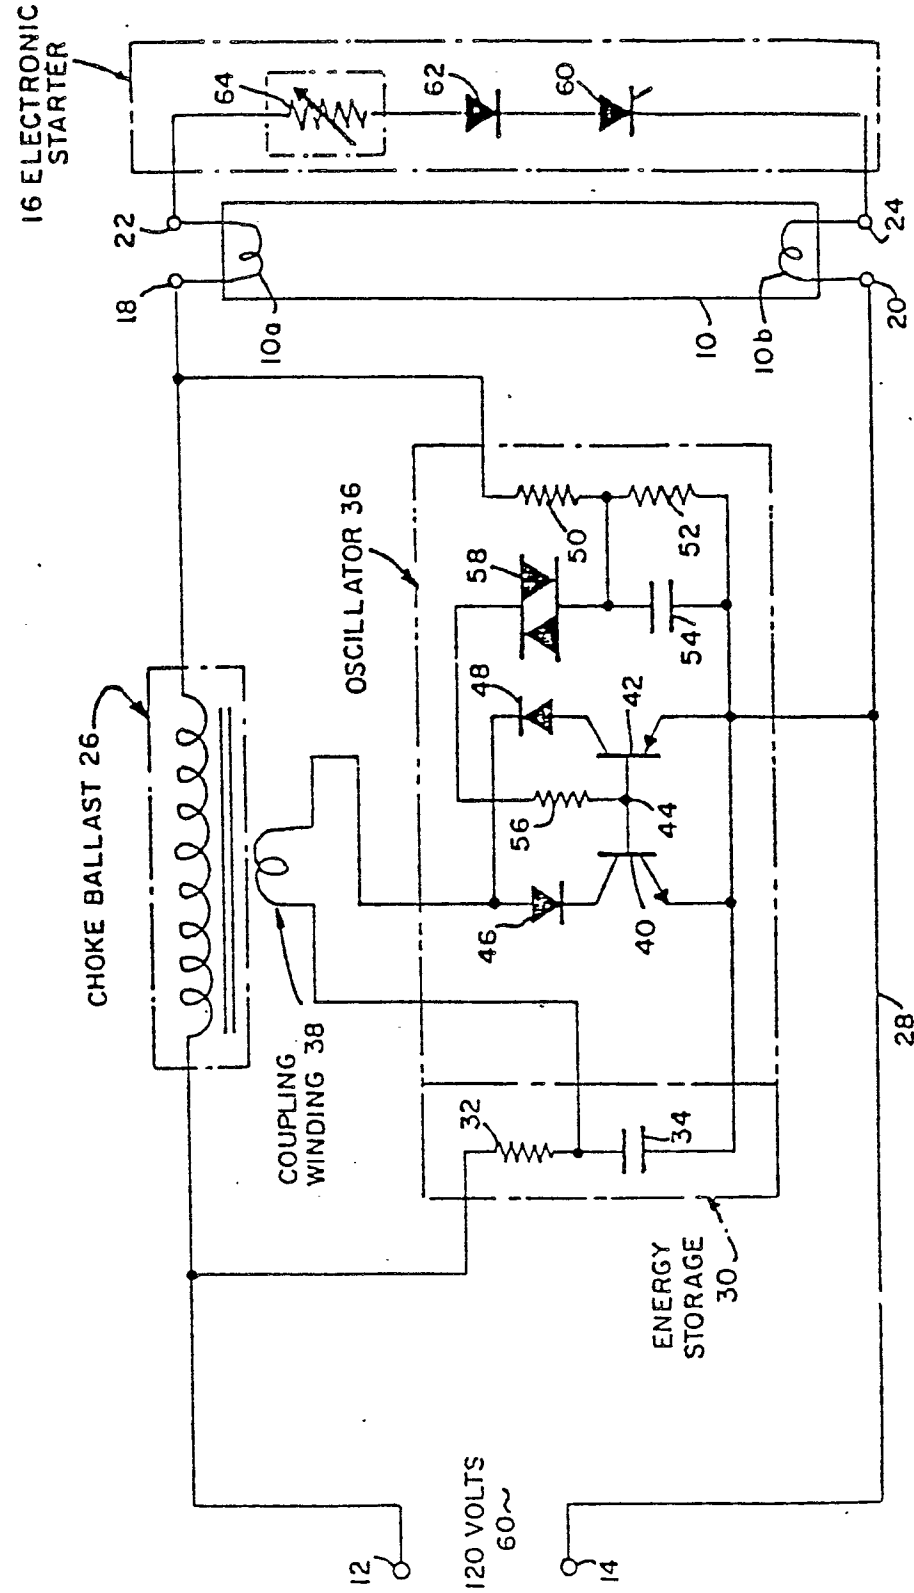 16 ELECTRONIC
STARTER
64
62
60
22
24
18
20
10a
10
10b
CHOKE BALLAST 26
OSCILLATOR 36
50
52
58
54
48
42
56
44
46
40
COUPLING
WINDING 38
32
34
28
ENERGY
STORAGE
30
12
120 VOLTS
60~
14